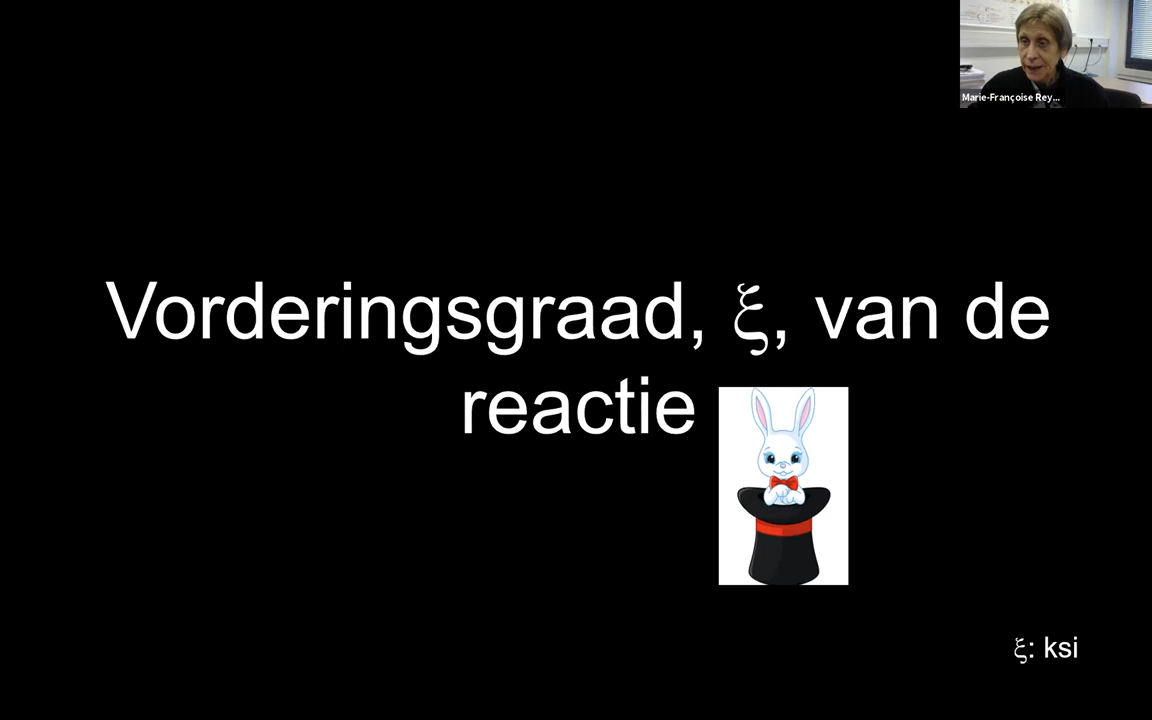 Marie-Françoise Rey...
Vorderingsgraad, ξ, van de
reactie
ξ: ksi